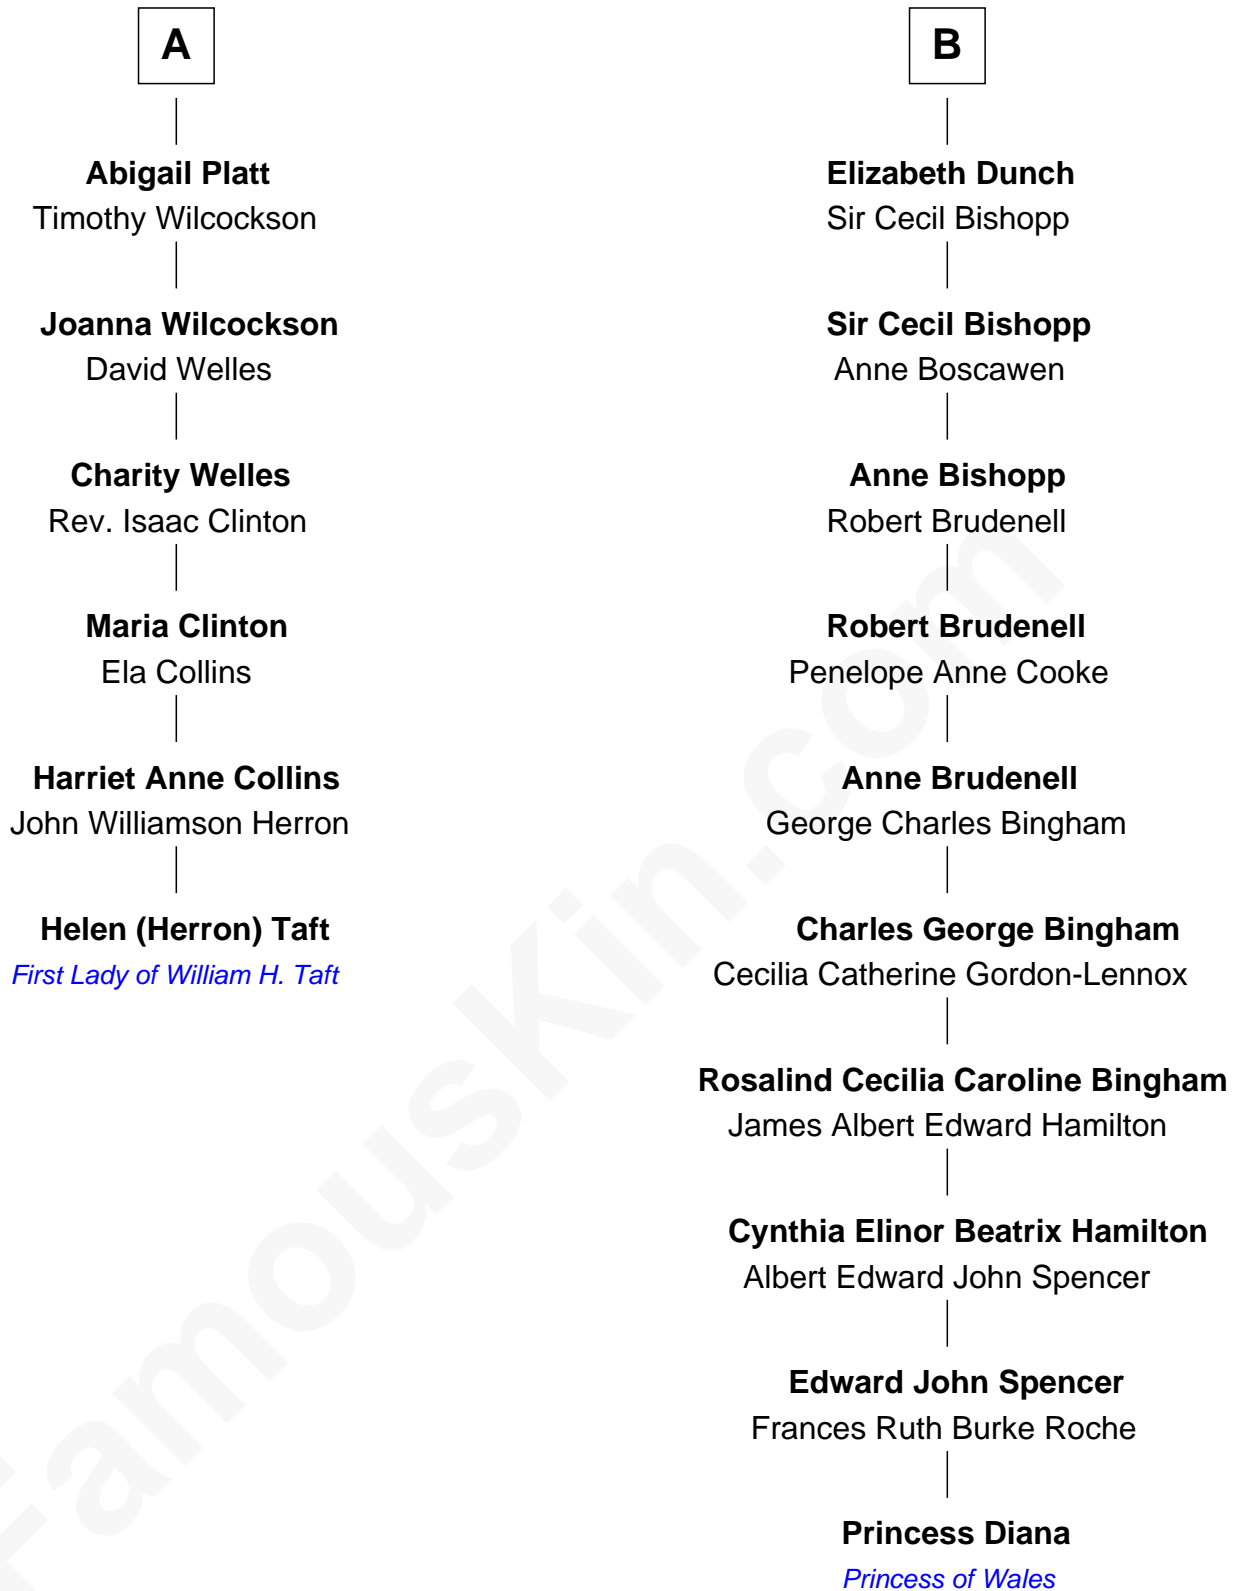 A
Abigail Platt
Timothy Wilcockson
Joanna Wilcockson
David Welles
Charity Welles
Rev. Isaac Clinton
Maria Clinton
Ela Collins
Harriet Anne Collins
John Williamson Herron
Helen (Herron) Taft
First Lady of William H. Taft
B
Elizabeth Dunch
Sir Cecil Bishopp
Sir Cecil Bishopp
Anne Boscawen
Anne Bishopp
Robert Brudenell
Robert Brudenell
Penelope Anne Cooke
Anne Brudenell
George Charles Bingham
Charles George Bingham
Cecilia Catherine Gordon-Lennox
Rosalind Cecilia Caroline Bingham
James Albert Edward Hamilton
Cynthia Elinor Beatrix Hamilton
Albert Edward John Spencer
Edward John Spencer
Frances Ruth Burke Roche
Princess Diana
Princess of Wales
FamousKin.com